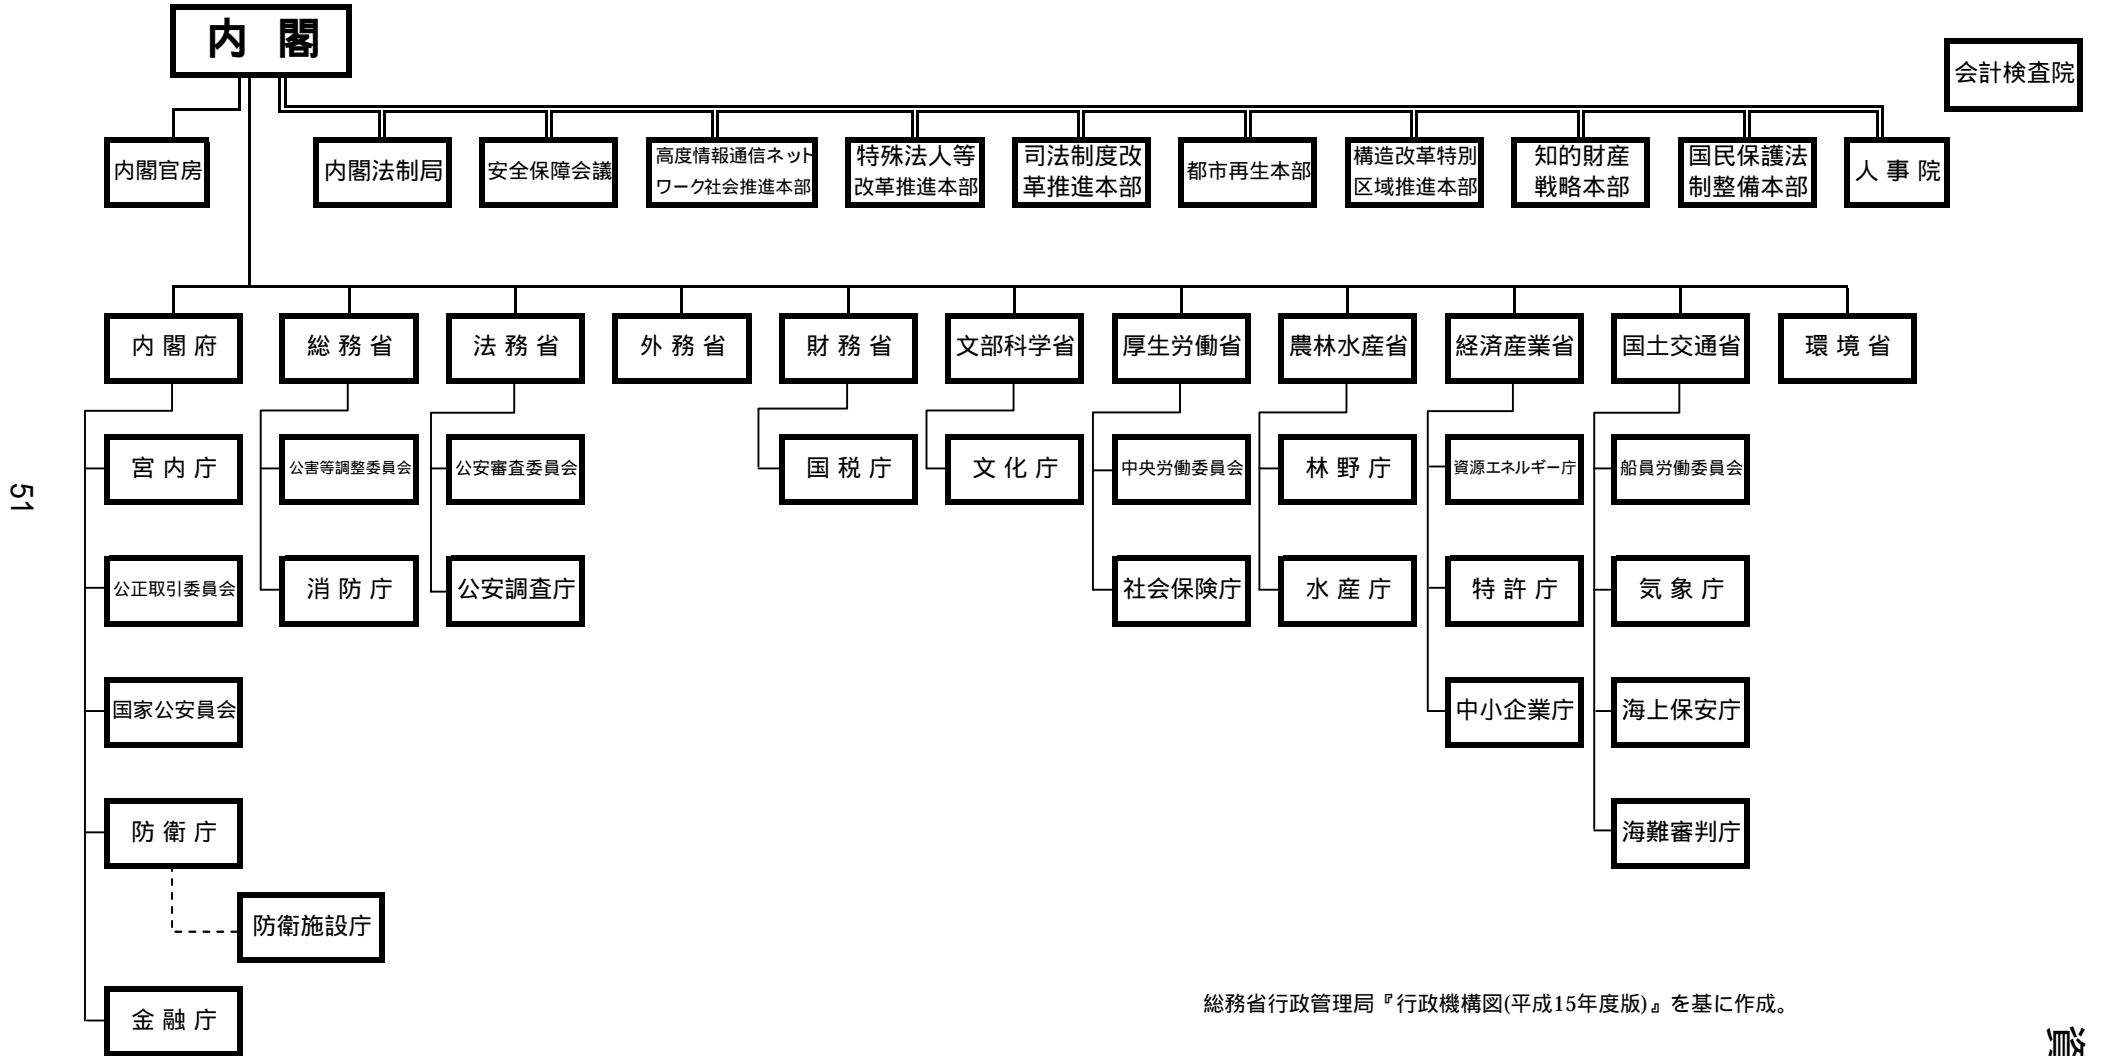 内 閣
会計検査院
内閣官房
内閣法制局
安全保障会議
高度情報通信ネット
ワーク社会推進本部
特殊法人等
改革推進本部
司法制度改
革推進本部
都市再生本部
構造改革特別
区域推進本部
知的財産
戦略本部
国民保護法
制整備本部
人 事 院
内 閣 府
総 務 省
法 務 省
外 務 省
財 務 省
文部科学省
厚生労働省
農林水産省
経済産業省
国土交通省
環 境 省
宮 内 庁
公害等調整委員会
公安審査委員会
国 税 庁
文 化 庁
中央労働委員会
林 野 庁
資源エネルギー庁
船員労働委員会
公正取引委員会
消 防 庁
公安調査庁
社会保険庁
水 産 庁
特 許 庁
気 象 庁
国家公安員会
中小企業庁
海上保安庁
防 衛 庁
海難審判庁
防衛施設庁
金 融 庁
総務省行政管理局『行政機構図(平成15年度版)』を基に作成。
51
資